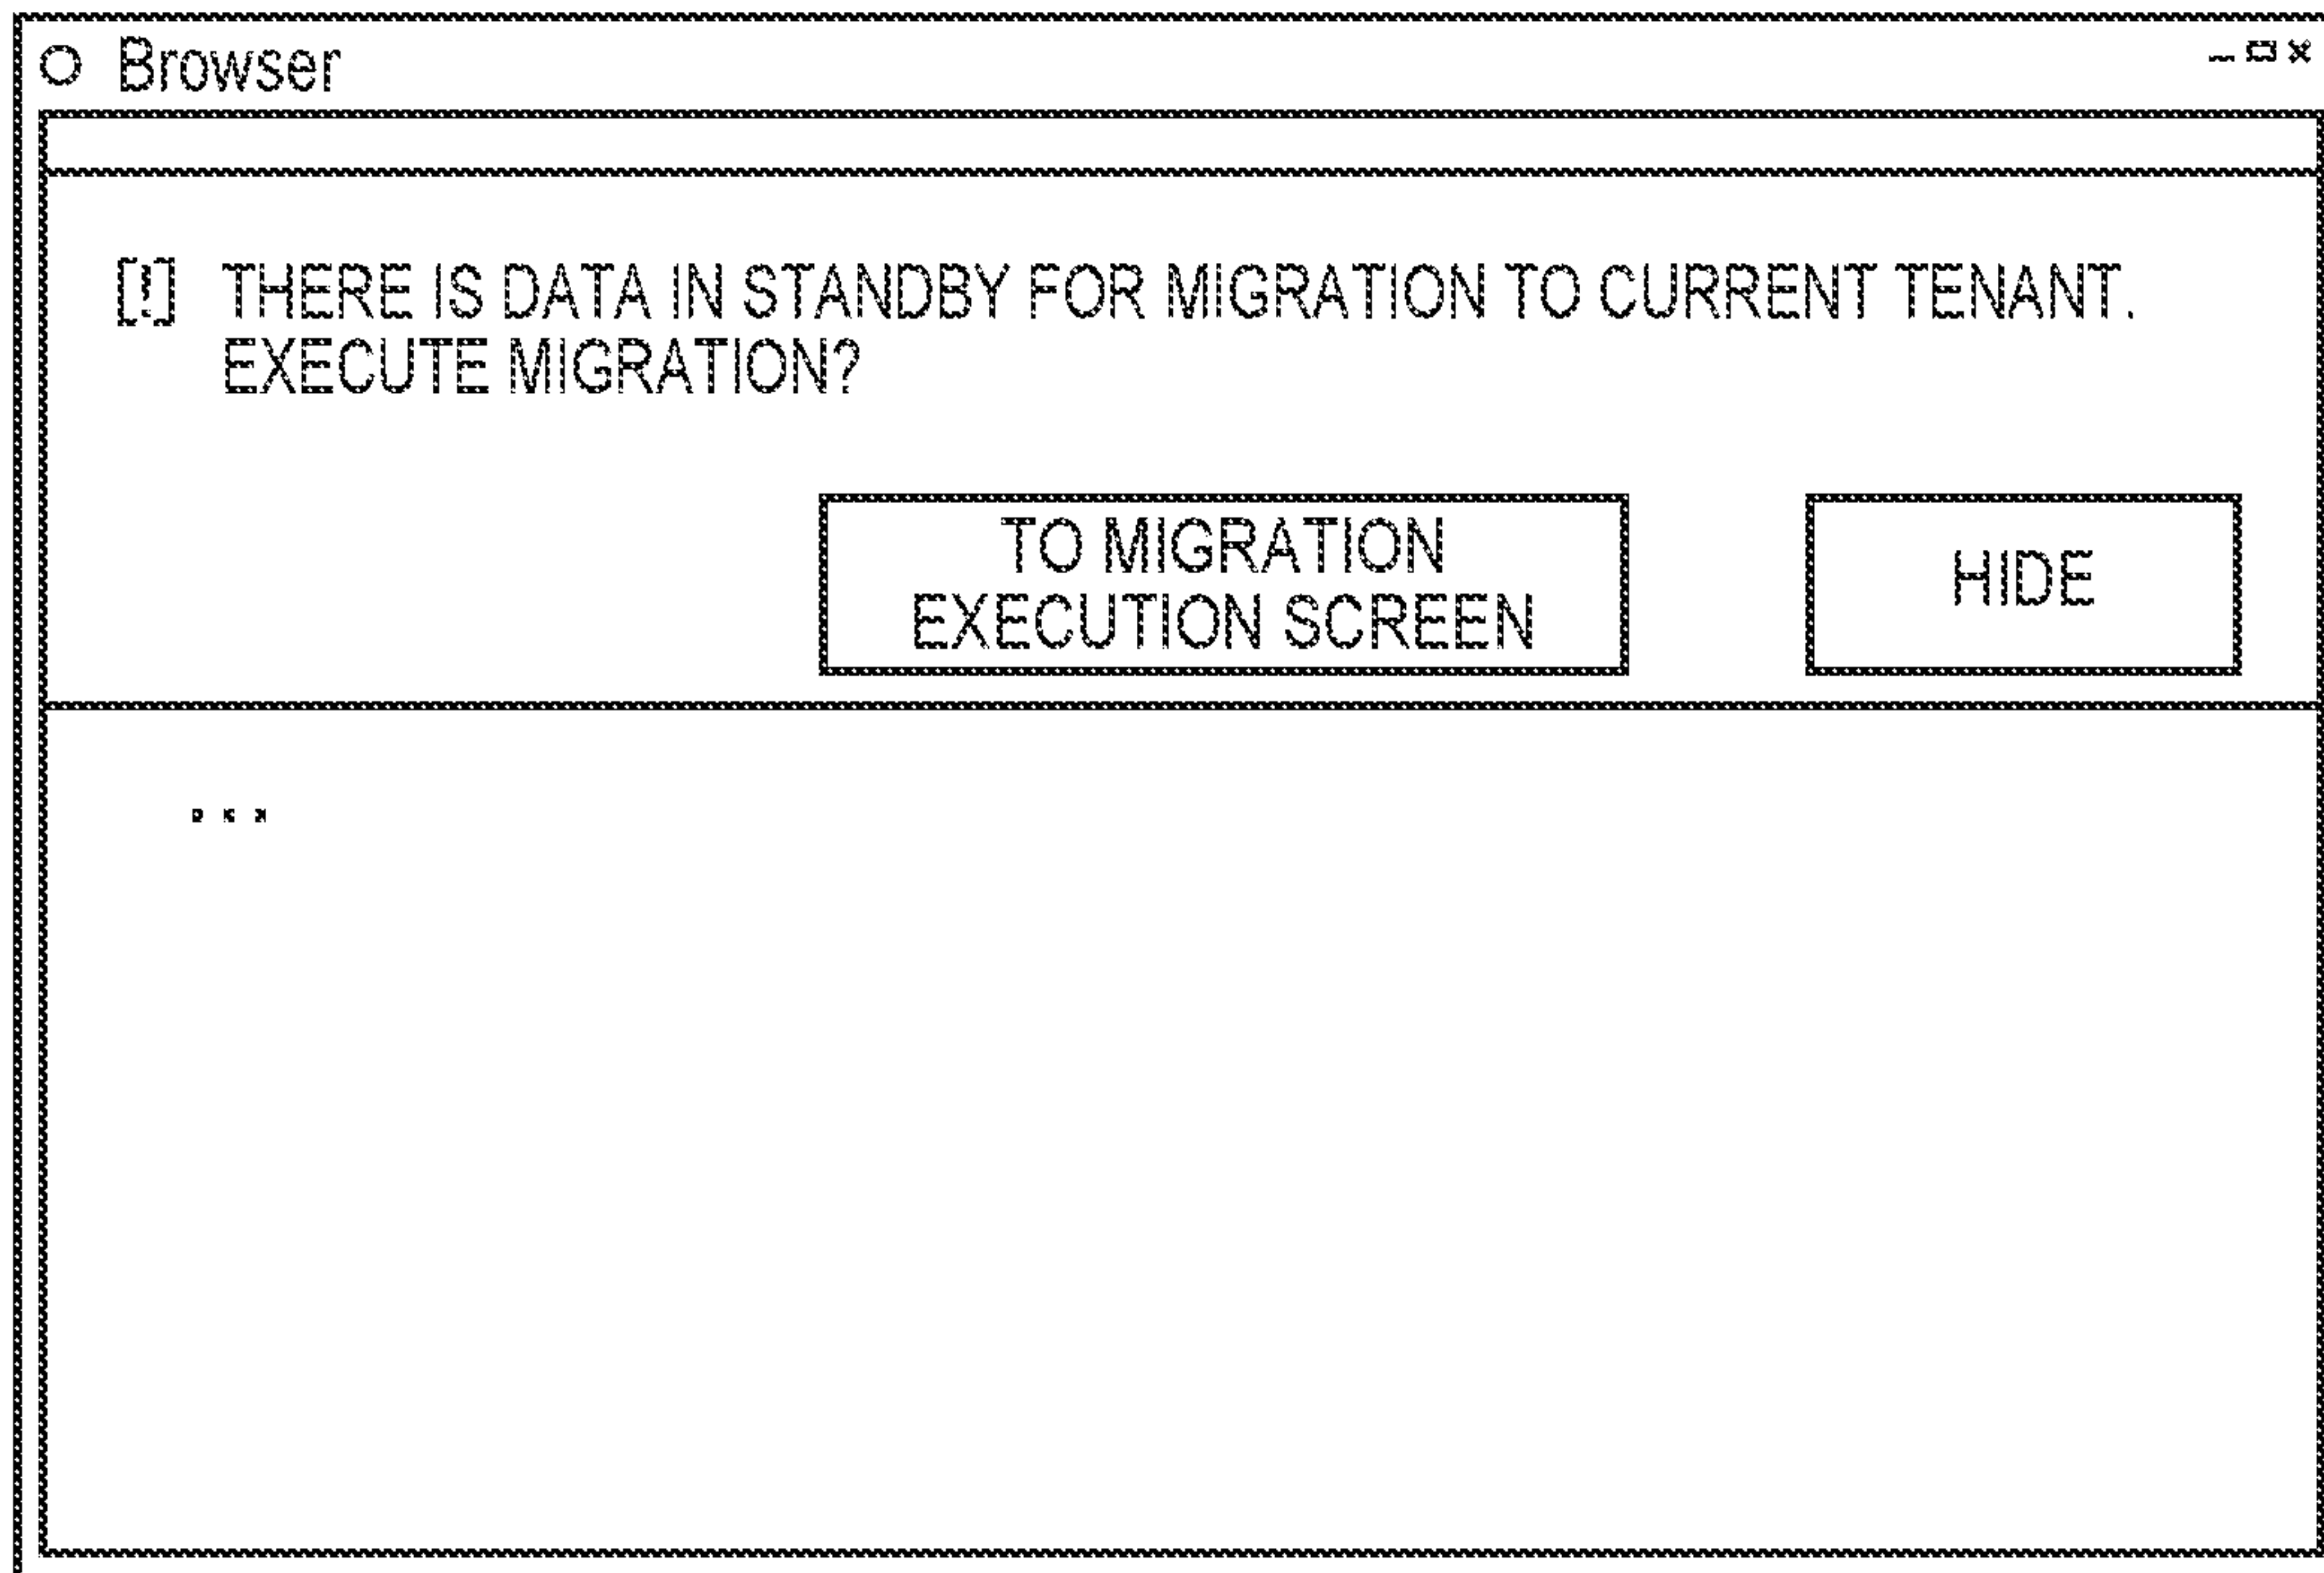 Browser
[!] THERE IS DATA IN STANDBY FOR MIGRATION TO CURRENT TENANT.
EXECUTE MIGRATION?
TO MIGRATION
EXECUTION SCREEN
HIDE
...